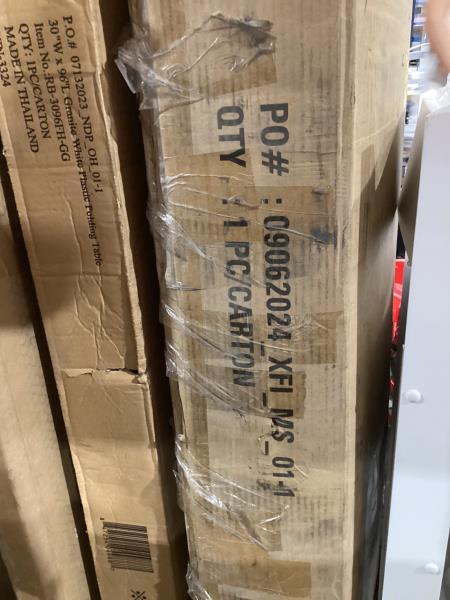 P.O.# 07132023_NDP_OH_01-1
30"W x 96"L Granite White Plastic Folding Table
Item No.:RB-3096FH-GG
QTY: 1PC/CARTON
MADE IN THAILAND
PO# : 09062024_XFI_MS_01-1
QTY : 1 PC/CARTON